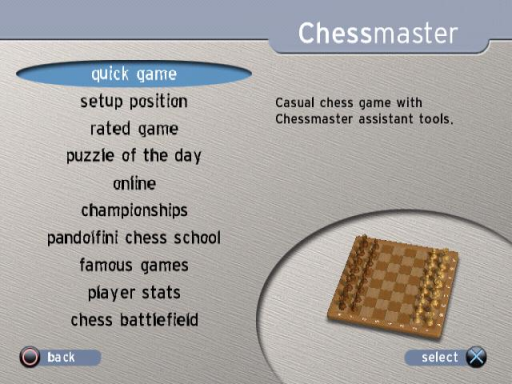 Chessmaster
quick game
setup position
rated game
puzzle of the day
online
championships
pandolfini chess school
famous games
player stats
chess battlefield
Casual chess game with
Chessmaster assistant tools.
back
select